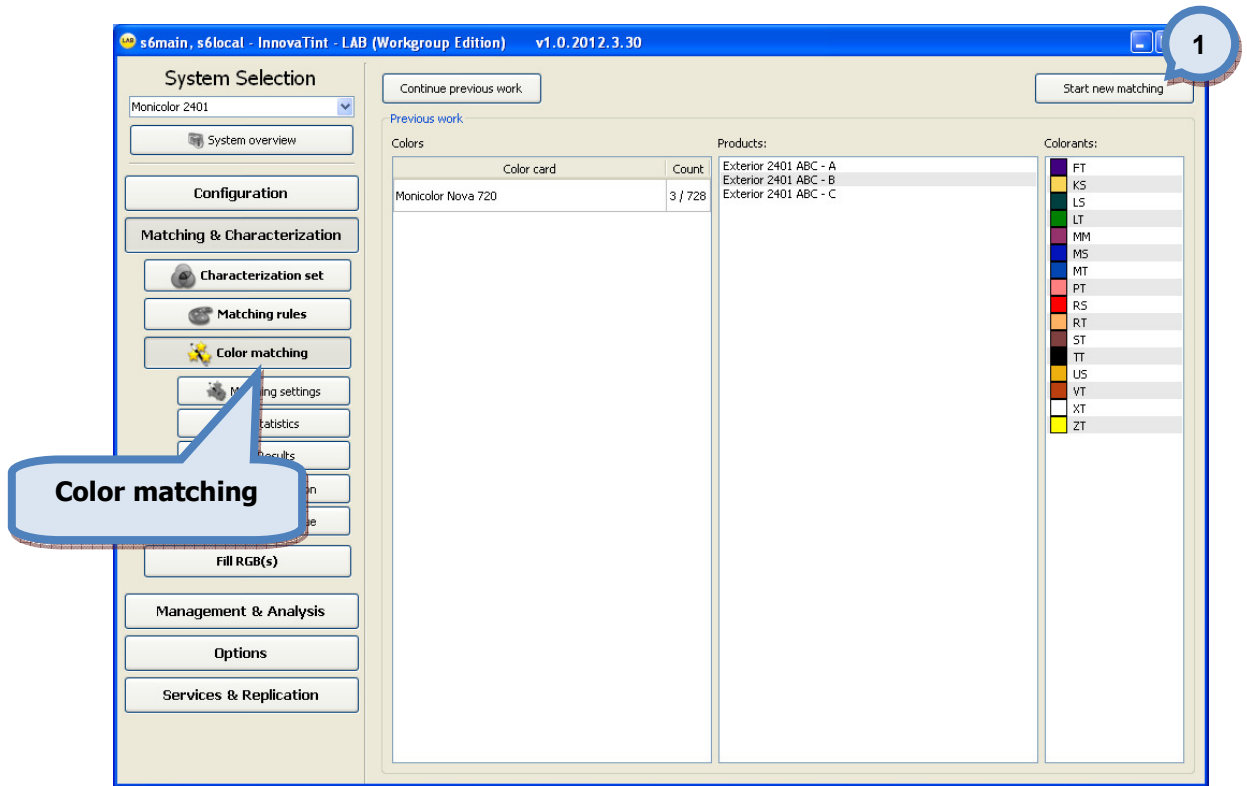 s6main, s6local - InnovaTint - LAB (Workgroup Edition) v1.0.2012.3.30
1
System Selection
Monicolor 2401
System overview
Configuration
Matching & Characterization
Characterization set
Matching rules
Color matching
settings
Color matching
Fill RGB(s)
Management & Analysis
Options
Services & Replication
Continue previous work
Start new matching
Previous work
Colors
Color card Count
Monicolor Nova 720 3 / 728
Products:
Exterior 2401 ABC - A
Exterior 2401 ABC - B
Exterior 2401 ABC - C
Colorants:
FT
KS
LS
LT
MM
MS
MT
PT
RS
RT
ST
TT
US
VT
XT
ZT